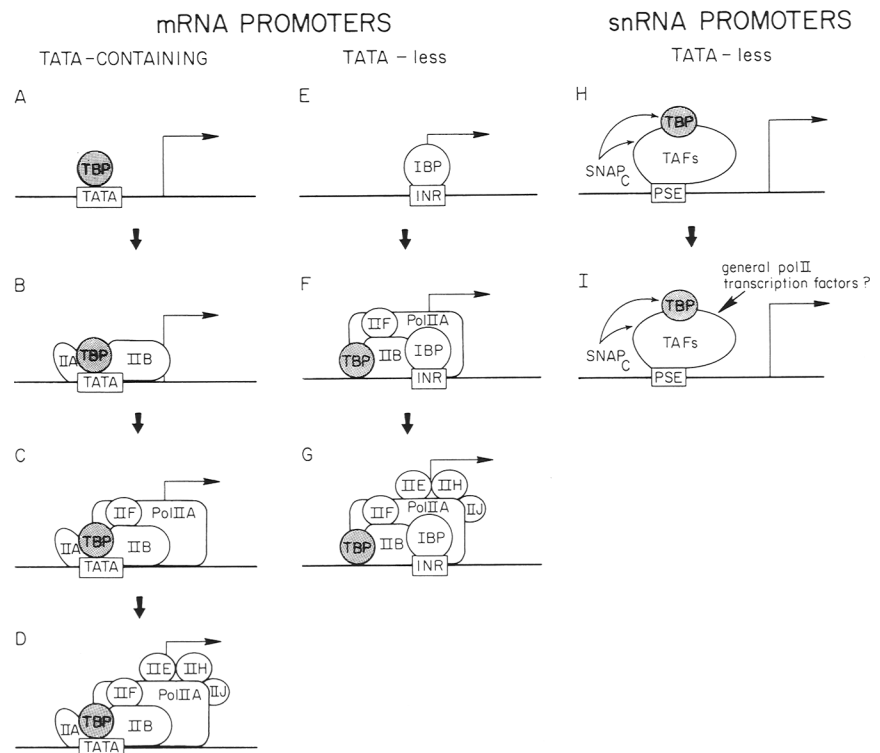 mRNA PROMOTERS
TATA-CONTAINING
TATA - less
A
TBP
TATA
B
IIA
TBP
IIB
TATA
C
IIF
PolIIA
IIA
TBP
IIB
TATA
D
IIE
IIH
IIJ
IIF
PolIIA
IIA
TBP
IIB
TATA
E
IBP
INR
F
IIF
PolIIA
TBP
IIB
IBP
INR
G
IIE
IIH
IIJ
IIF
PolIIA
TBP
IIB
IBP
INR
snRNA PROMOTERS
TATA - less
H
TBP
TAFs
SNAPC
PSE
I
general polII
transcription factors ?
TBP
TAFs
SNAPC
PSE